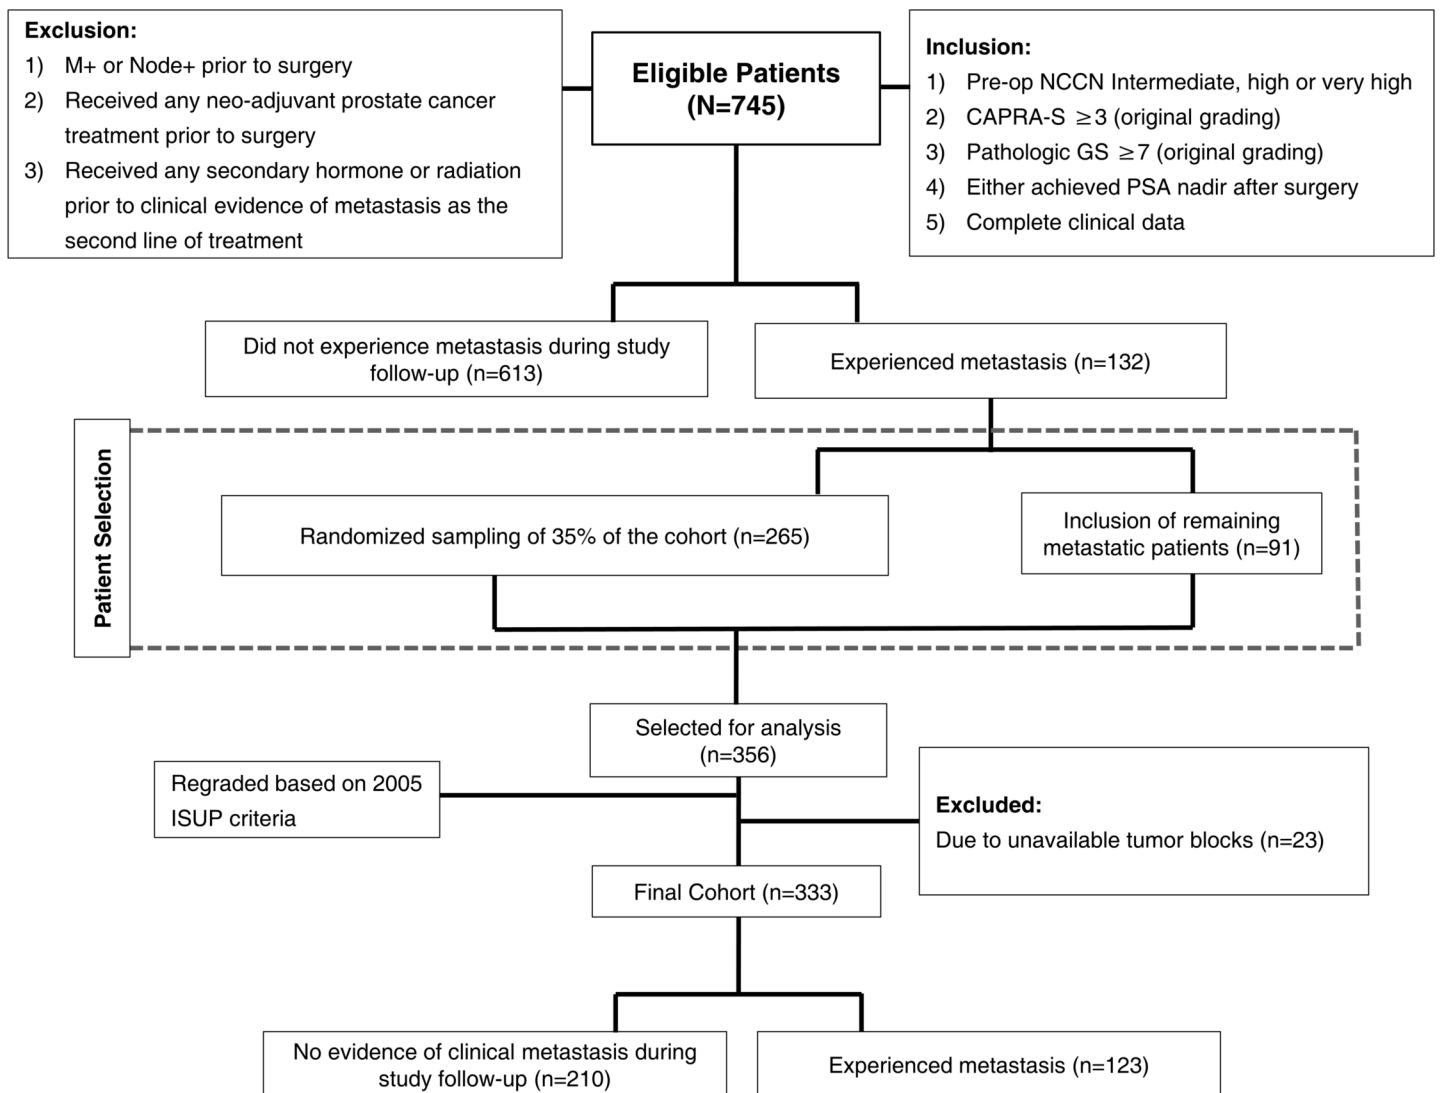 Exclusion:
1) M+ or Node+ prior to surgery
2) Received any neo-adjuvant prostate cancer
treatment prior to surgery
3) Received any secondary hormone or radiation
prior to clinical evidence of metastasis as the
second line of treatment
Eligible Patients
(N=745)
Inclusion:
1) Pre-op NCCN Intermediate, high or very high
2) CAPRA-S ≥3 (original grading)
3) Pathologic GS ≥7 (original grading)
4) Either achieved PSA nadir after surgery
5) Complete clinical data
Did not experience metastasis during study
follow-up (n=613)
Experienced metastasis (n=132)
Patient Selection
Randomized sampling of 35% of the cohort (n=265)
Inclusion of remaining
metastatic patients (n=91)
Selected for analysis
(n=356)
Regraded based on 2005
ISUP criteria
Excluded:
Due to unavailable tumor blocks (n=23)
Final Cohort (n=333)
No evidence of clinical metastasis during
study follow-up (n=210)
Experienced metastasis (n=123)